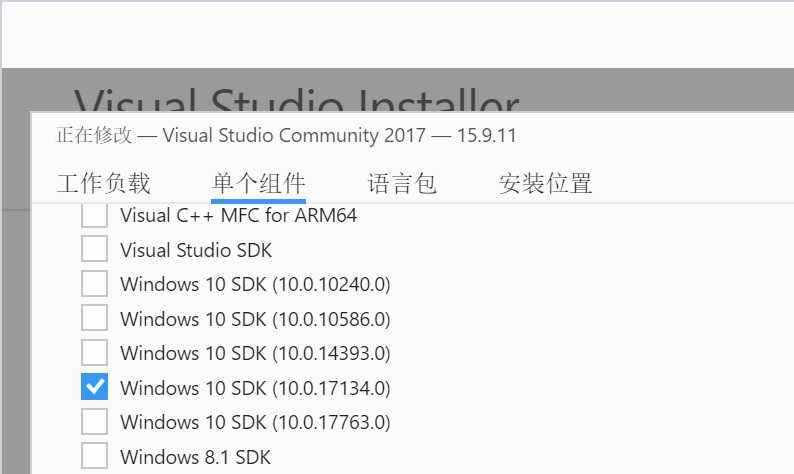 Visual Studio Installer
正在修改 — Visual Studio Community 2017 — 15.9.11
工作负载 单个组件 语言包 安装位置
Visual C++ MFC for ARM64
Visual Studio SDK
Windows 10 SDK (10.0.10240.0)
Windows 10 SDK (10.0.10586.0)
Windows 10 SDK (10.0.14393.0)
Windows 10 SDK (10.0.17134.0)
Windows 10 SDK (10.0.17763.0)
Windows 8.1 SDK